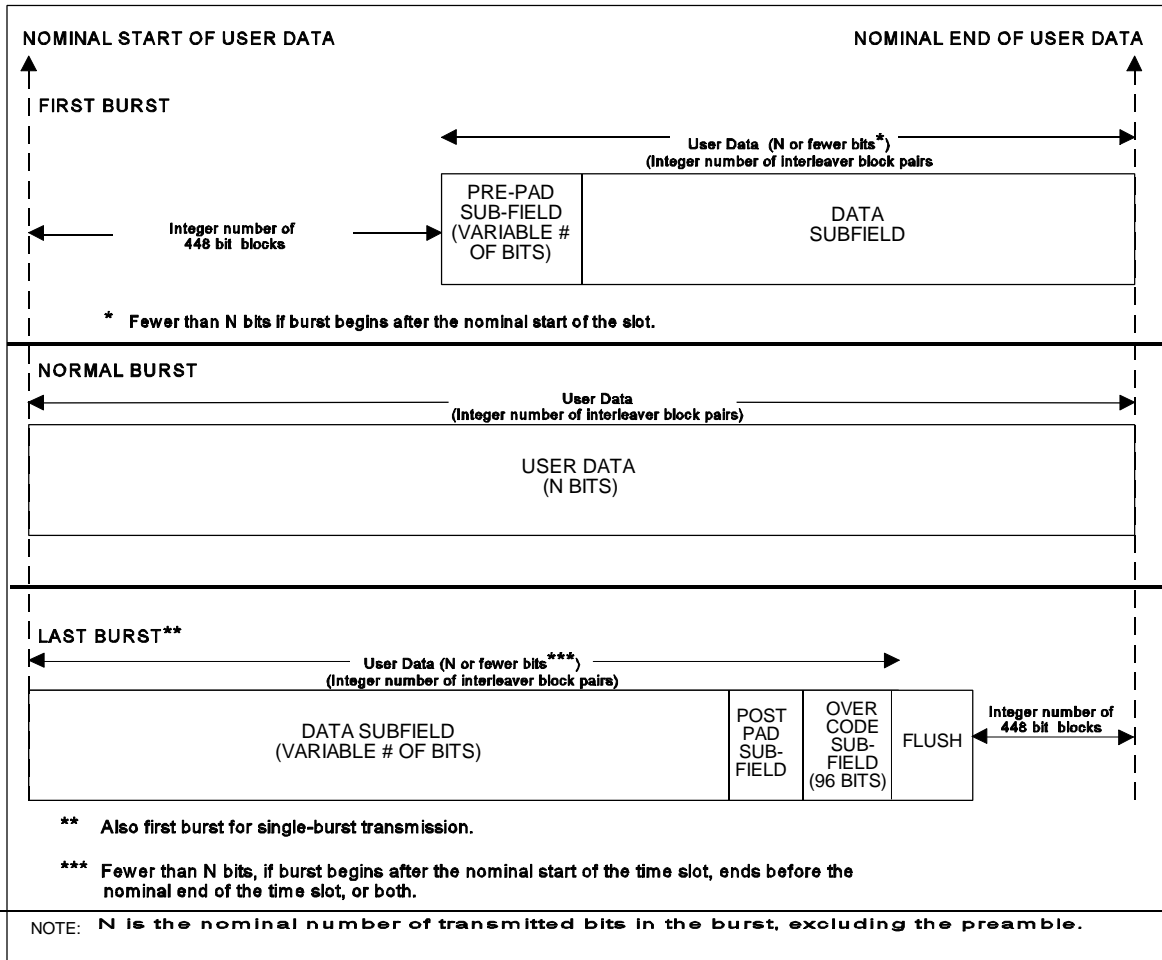 NOMINAL START OF USER DATA
NOMINAL END OF USER DATA
FIRST BURST
User Data (N or fewer bits*)
(Integer number of interleaver block pairs
Integer number of
448 bit blocks
PRE-PAD
SUB-FIELD
(VARIABLE #
OF BITS)
DATA
SUBFIELD
* Fewer than N bits if burst begins after the nominal start of the slot.
NORMAL BURST
User Data
(Integer number of interleaver block pairs)
USER DATA
(N BITS)
LAST BURST**
User Data (N or fewer bits***)
(Integer number of interleaver block pairs)
DATA SUBFIELD
(VARIABLE # OF BITS)
POST
PAD
SUB-
FIELD
OVER
CODE
SUB-
FIELD
(96 BITS)
FLUSH
Integer number of
448 bit blocks
** Also first burst for single-burst transmission.
*** Fewer than N bits, if burst begins after the nominal start of the time slot, ends before the
nominal end of the time slot, or both.
NOTE: N is the nominal number of transmitted bits in the burst, excluding the preamble.